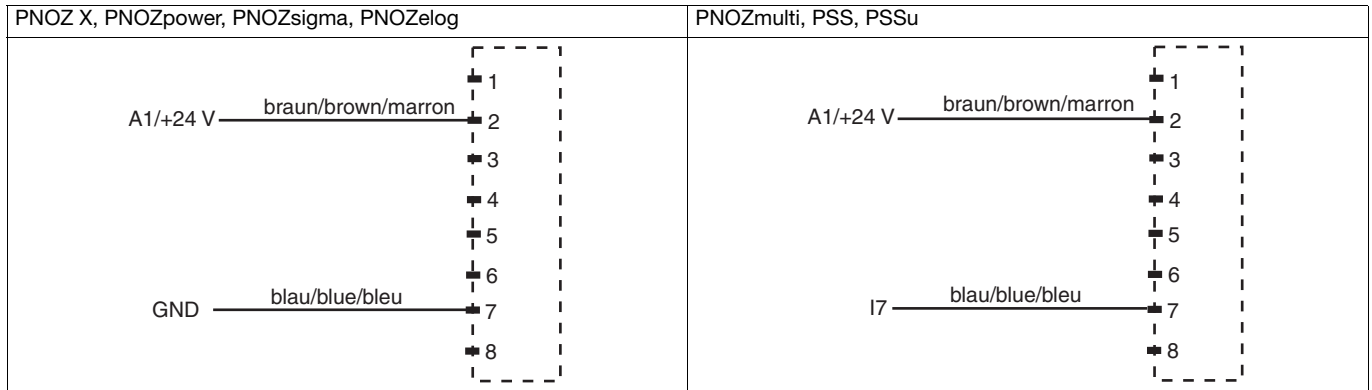 PNOZ X, PNOZpower, PNOZsigma, PNOZelog
1
A1/+24 V braun/brown/marron 2
3
4
5
6
GND blau/blue/bleu 7
8
PNOZmulti, PSS, PSSu
1
A1/+24 V braun/brown/marron 2
3
4
5
6
I7 blau/blue/bleu 7
8